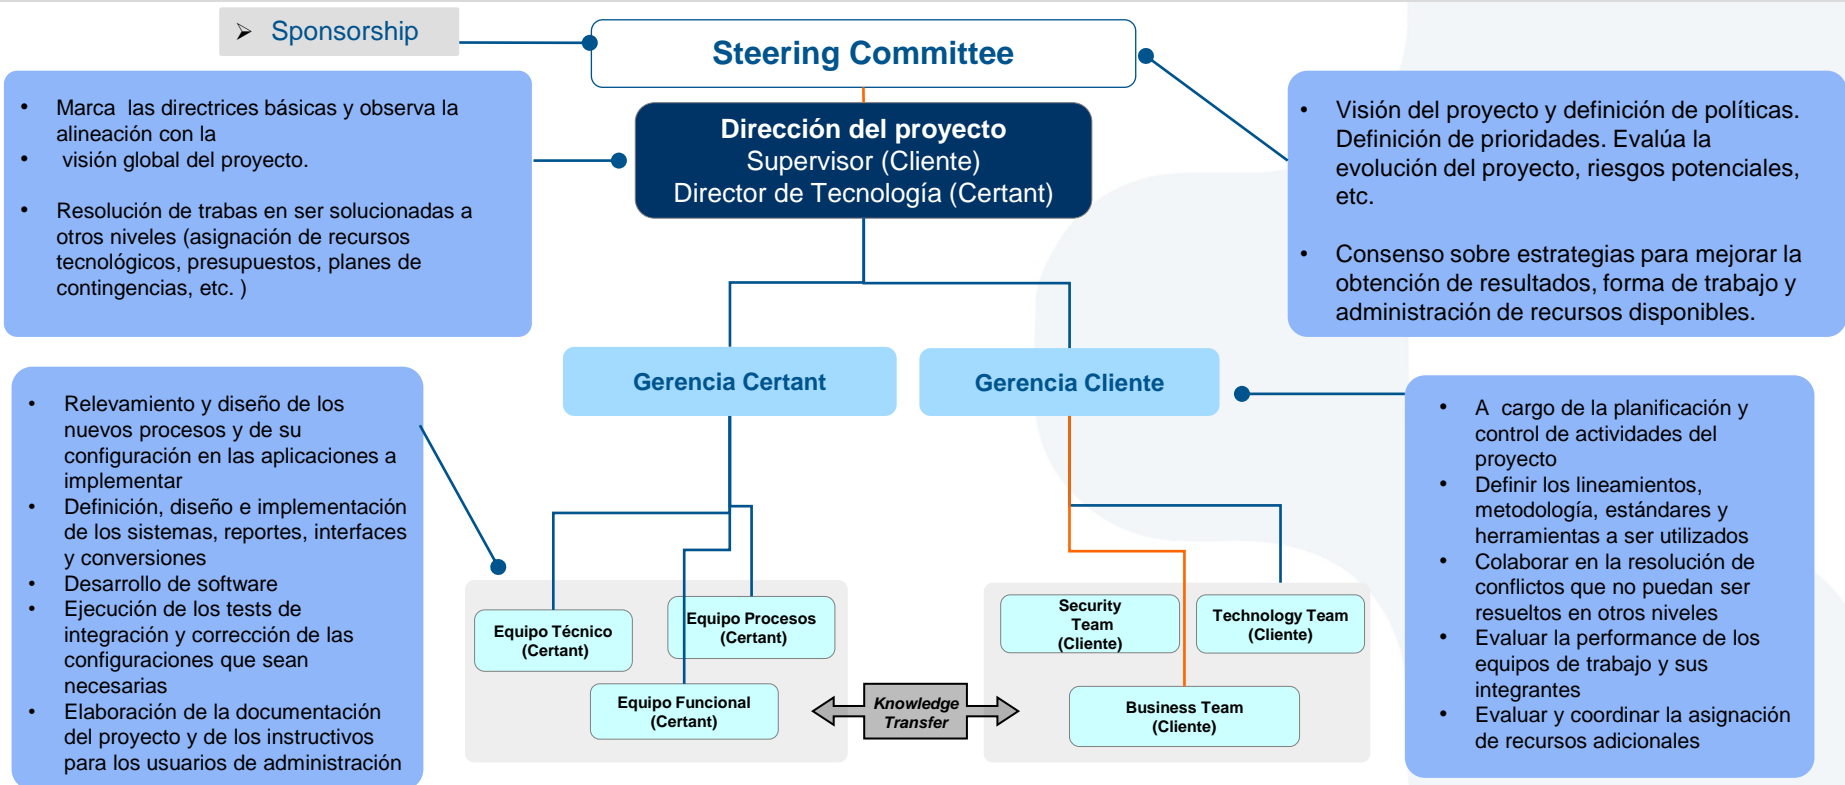 ➢ Sponsorship
Steering Committee
• Marca las directrices básicas y observa la
alineación con la
• visión global del proyecto.
• Resolución de trabas en ser solucionadas a
otros niveles (asignación de recursos
tecnológicos, presupuestos, planes de
contingencias, etc. )
Dirección del proyecto
Supervisor (Cliente)
Director de Tecnología (Certant)
• Visión del proyecto y definición de políticas.
Definición de prioridades. Evalúa la
evolución del proyecto, riesgos potenciales,
etc.
• Consenso sobre estrategias para mejorar la
obtención de resultados, forma de trabajo y
administración de recursos disponibles.
Gerencia Certant
Gerencia Cliente
• Relevamiento y diseño de los
nuevos procesos y de su
configuración en las aplicaciones a
implementar
• Definición, diseño e implementación
de los sistemas, reportes, interfaces
y conversiones
• Desarrollo de software
• Ejecución de los tests de
integración y corrección de las
configuraciones que sean
necesarias
• Elaboración de la documentación
del proyecto y de los instructivos
para los usuarios de administración
• A cargo de la planificación y
control de actividades del
proyecto
• Definir los lineamientos,
metodología, estándares y
herramientas a ser utilizados
• Colaborar en la resolución de
conflictos que no puedan ser
resueltos en otros niveles
• Evaluar la performance de los
equipos de trabajo y sus
integrantes
• Evaluar y coordinar la asignación
de recursos adicionales
Equipo Técnico
(Certant)
Equipo Procesos
(Certant)
Equipo Funcional
(Certant)
Knowledge
Transfer
Security
Team
(Cliente)
Technology Team
(Cliente)
Business Team
(Cliente)